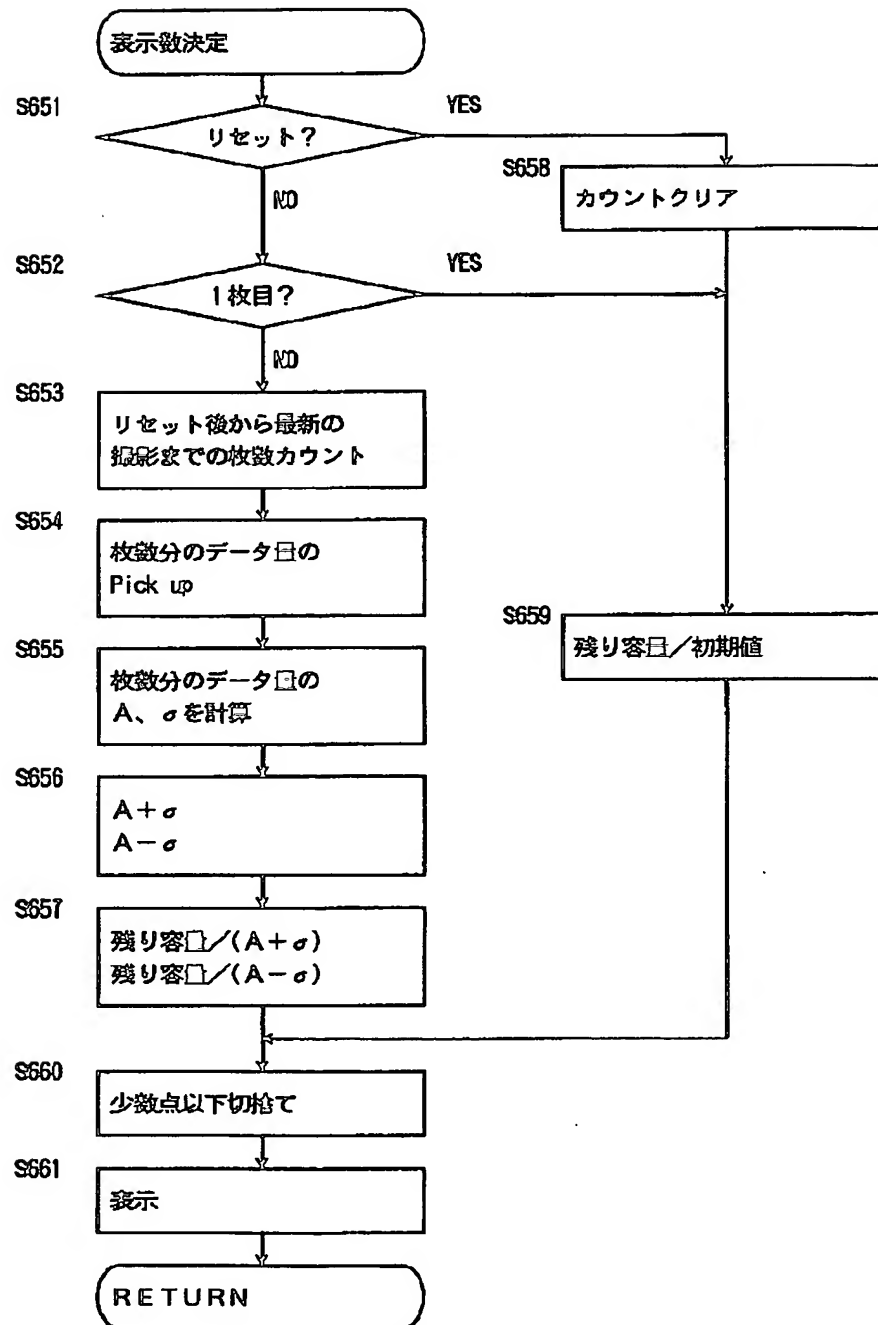 表示数決定
S651
リセット?
YES
NO
S658
カウントクリア
S652
1枚目?
YES
NO
S653
リセット後から最新の
撮影までの枚数カウント
S654
枚数分のデータ量の
Pick up
S655
枚数分のデータ量の
A、σを計算
S659
残り容量/初期値
S656
A+σ
A-σ
S657
残り容量/(A+σ)
残り容量/(A-σ)
S660
少数点以下切捨て
S661
表示
RETURN